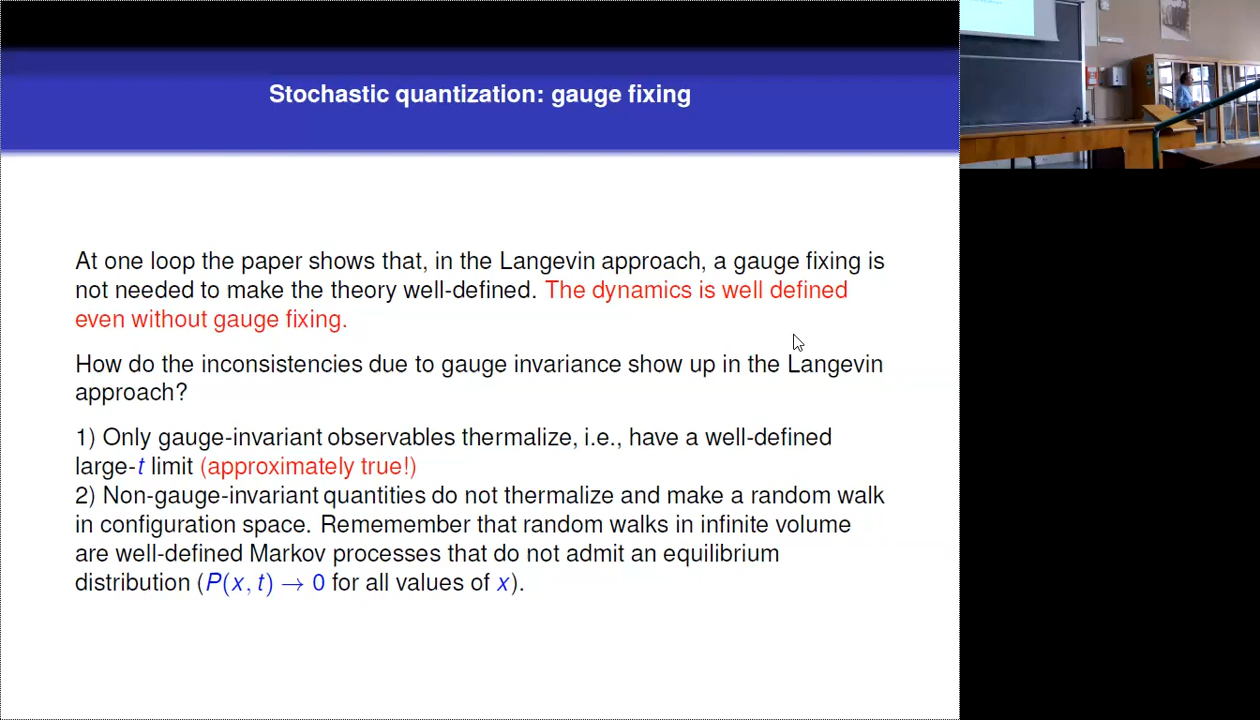 Stochastic quantization: gauge fixing
At one loop the paper shows that, in the Langevin approach, a gauge fixing is
not needed to make the theory well-defined. The dynamics is well defined
even without gauge fixing.
How do the inconsistencies due to gauge invariance show up in the Langevin
approach?
1) Only gauge-invariant observables thermalize, i.e., have a well-defined
large-t limit (approximately true!)
2) Non-gauge-invariant quantities do not thermalize and make a random walk
in configuration space. Rememember that random walks in infinite volume
are well-defined Markov processes that do not admit an equilibrium
distribution (P(x, t) → 0 for all values of x).